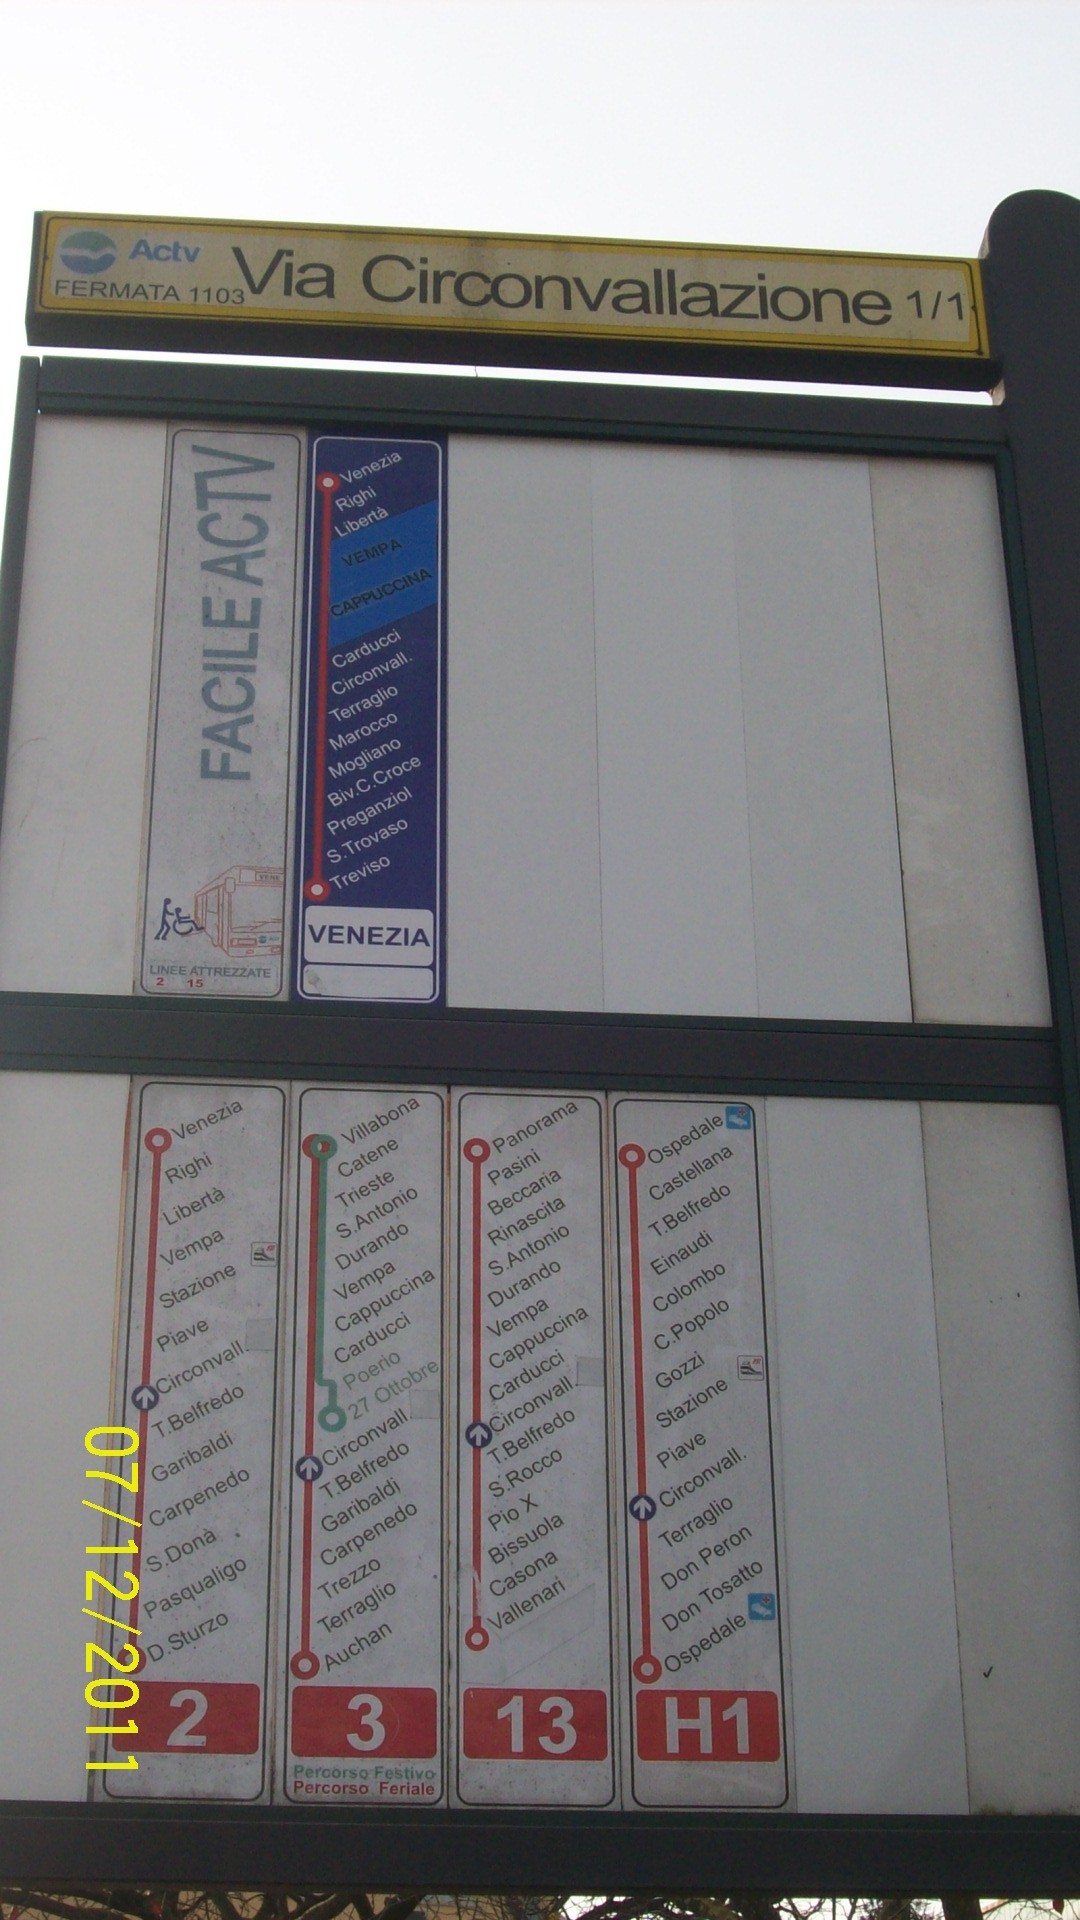 Actv
FERMATA 1103
Via Circonvallazione 1/1
FACILE ACTV
VENE
LINEE ATTREZZATE
2 15
Venezia
Righi
Libertà
VEMPA
CAPPUCCINA
Carducci
Circonvall.
Terraglio
Marocco
Mogliano
Biv.C.Croce
Preganziol
S.Trovaso
Treviso
VENEZIA
Venezia
Righi
Libertà
Vempa
Stazione
Piave
Circonvall.
T.Belfredo
Garibaldi
Carpenedo
S.Donà
Pasqualigo
D.Sturzo
2
Villabona
Catene
Trieste
S.Antonio
Durando
Vempa
Cappuccina
Carducci
Poerio
27 Ottobre
Circonvall.
T.Belfredo
Garibaldi
Carpenedo
Trezzo
Terraglio
Auchan
3
Percorso Festivo
Percorso Feriale
Panorama
Pasini
Beccaria
Rinascita
S.Antonio
Durando
Vempa
Cappuccina
Carducci
Circonvall.
T.Belfredo
S.Rocco
Pio X
Bissuola
Casona
Vallenari
13
Ospedale
Castellana
T.Belfredo
Einaudi
Colombo
C.Popolo
Gozzi
Stazione
Piave
Circonvall.
Terraglio
Don Peron
Don Tosatto
Ospedale
H1
07/12/2011